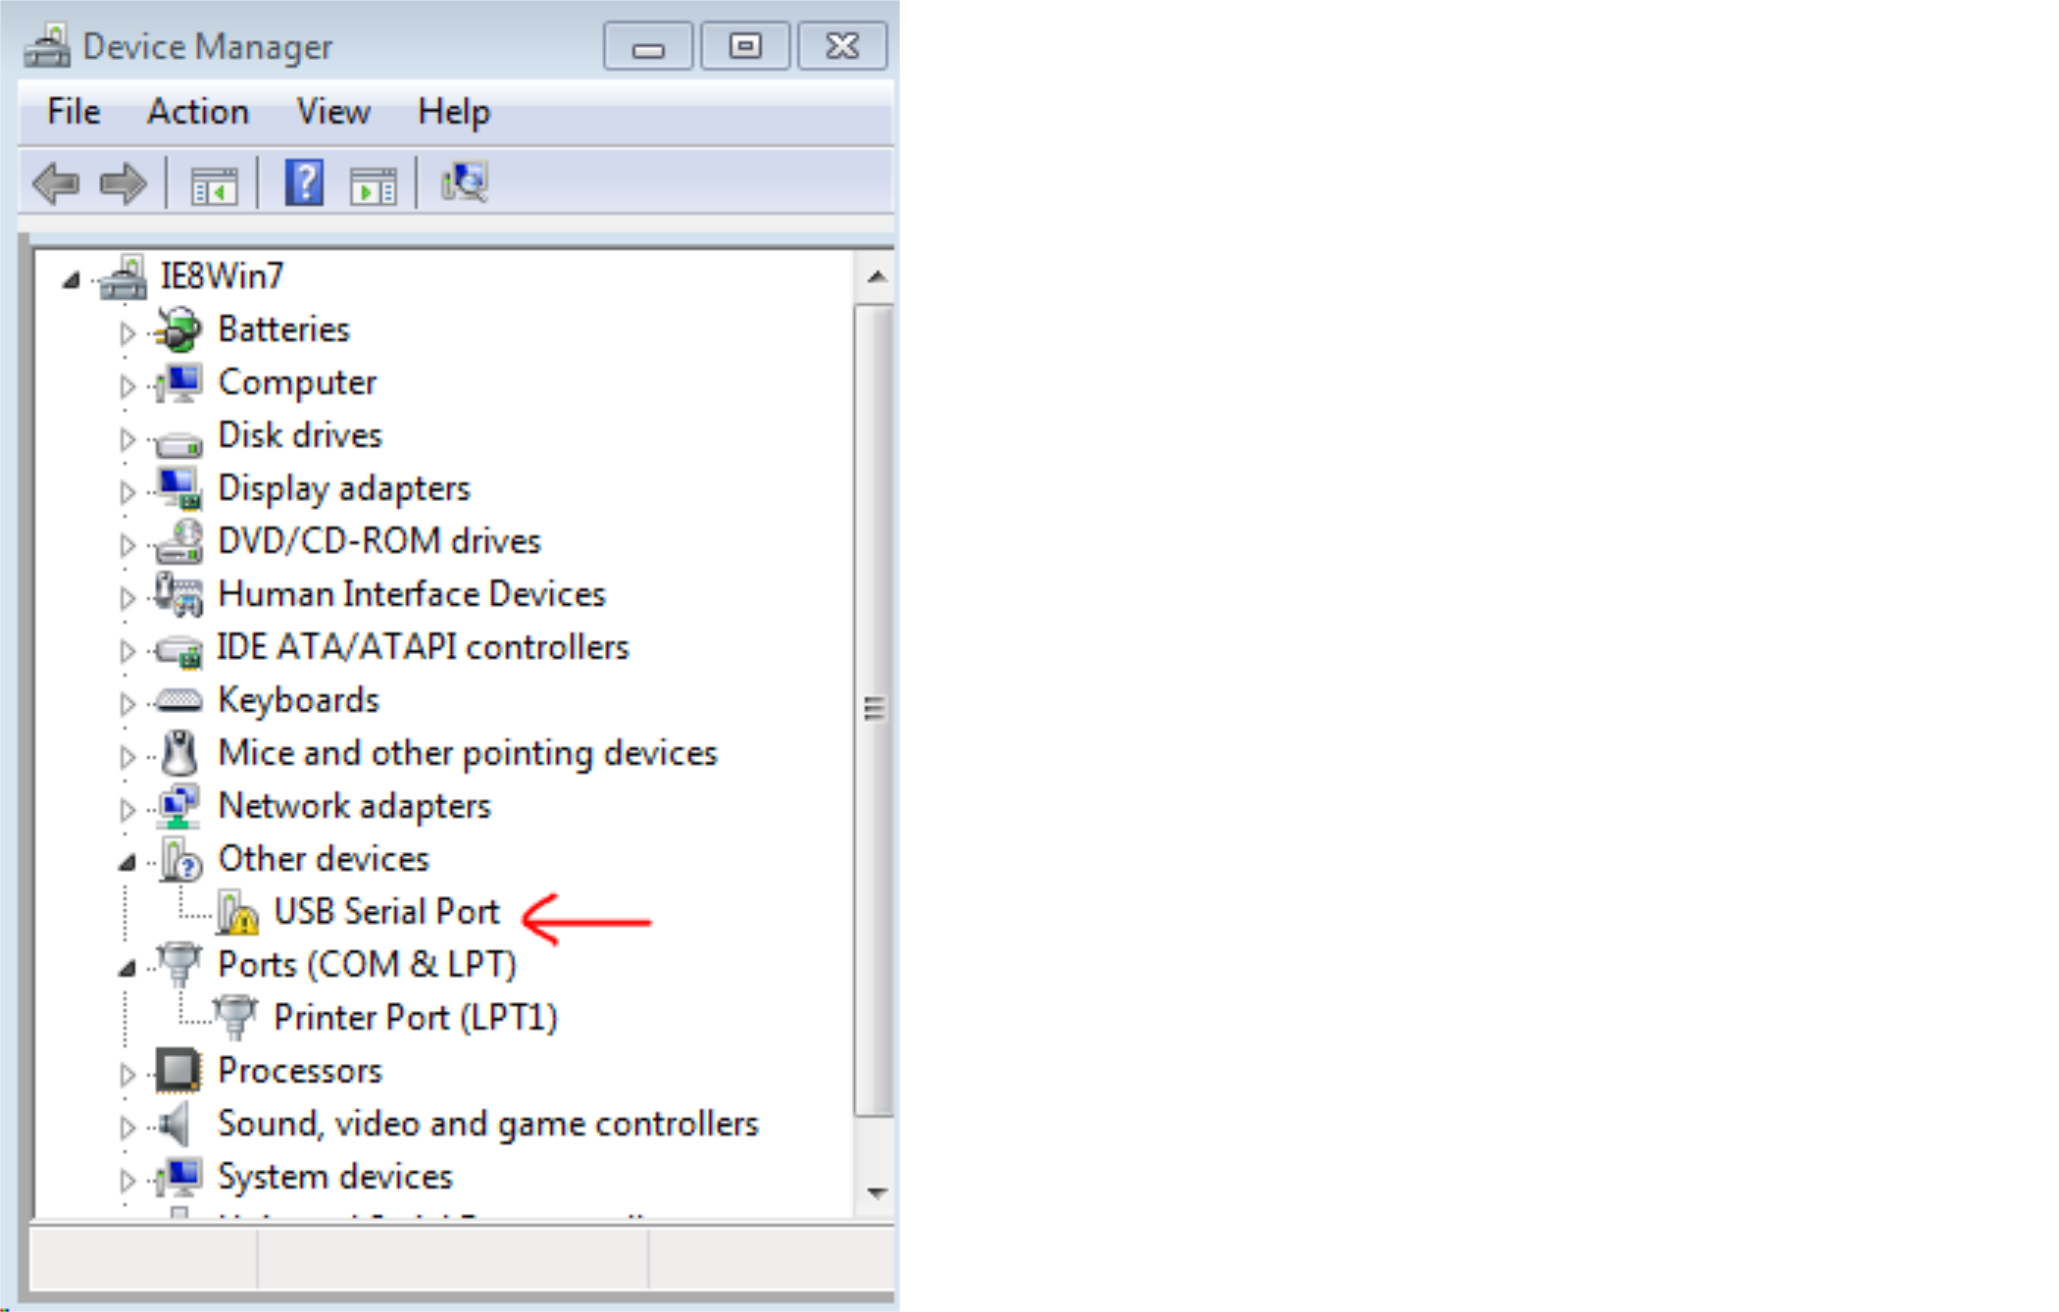 Device Manager
File Action View Help
IE8Win7
Batteries
Computer
Disk drives
Display adapters
DVD/CD-ROM drives
Human Interface Devices
IDE ATA/ATAPI controllers
Keyboards
Mice and other pointing devices
Network adapters
Other devices
USB Serial Port
Ports (COM & LPT)
Printer Port (LPT1)
Processors
Sound, video and game controllers
System devices